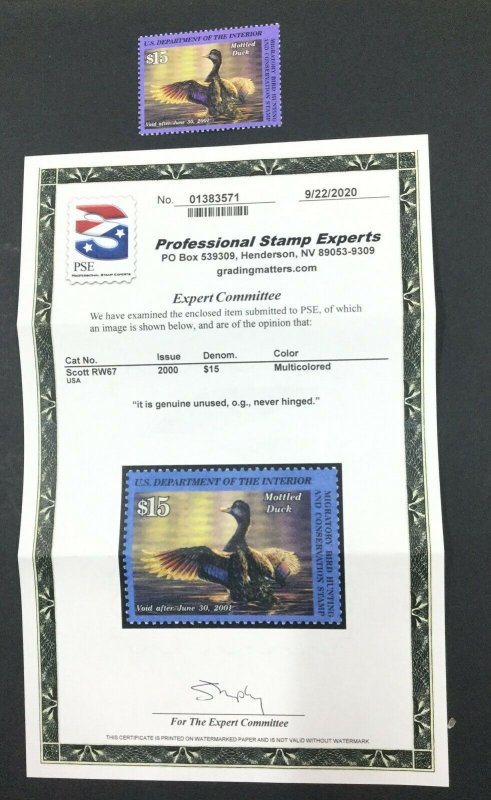 U.S. DEPARTMENT OF THE INTERIOR
$15
Mottled
Duck
MIGRATORY BIRD HUNTING
AND CONSERVATION STAMP
Void after June 30, 2001
No. 01383571
9/22/2020
PSE
PROFESSIONAL STAMP EXPERTS
Professional Stamp Experts
PO Box 539309, Henderson, NV 89053-9309
gradingmatters.com
Expert Committee
We have examined the enclosed item submitted to PSE, of which
an image is shown below, and are of the opinion that:
Cat No. Issue Denom. Color
Scott RW67 2000 $15 Multicolored
USA
"it is genuine unused, o.g., never hinged."
U.S. DEPARTMENT OF THE INTERIOR
$15
Mottled
Duck
MIGRATORY BIRD HUNTING
AND CONSERVATION STAMP
Void after June 30, 2001
For The Expert Committee
THIS CERTIFICATE IS PRINTED ON WATERMARKED PAPER AND IS NOT VALID WITHOUT WATERMARK